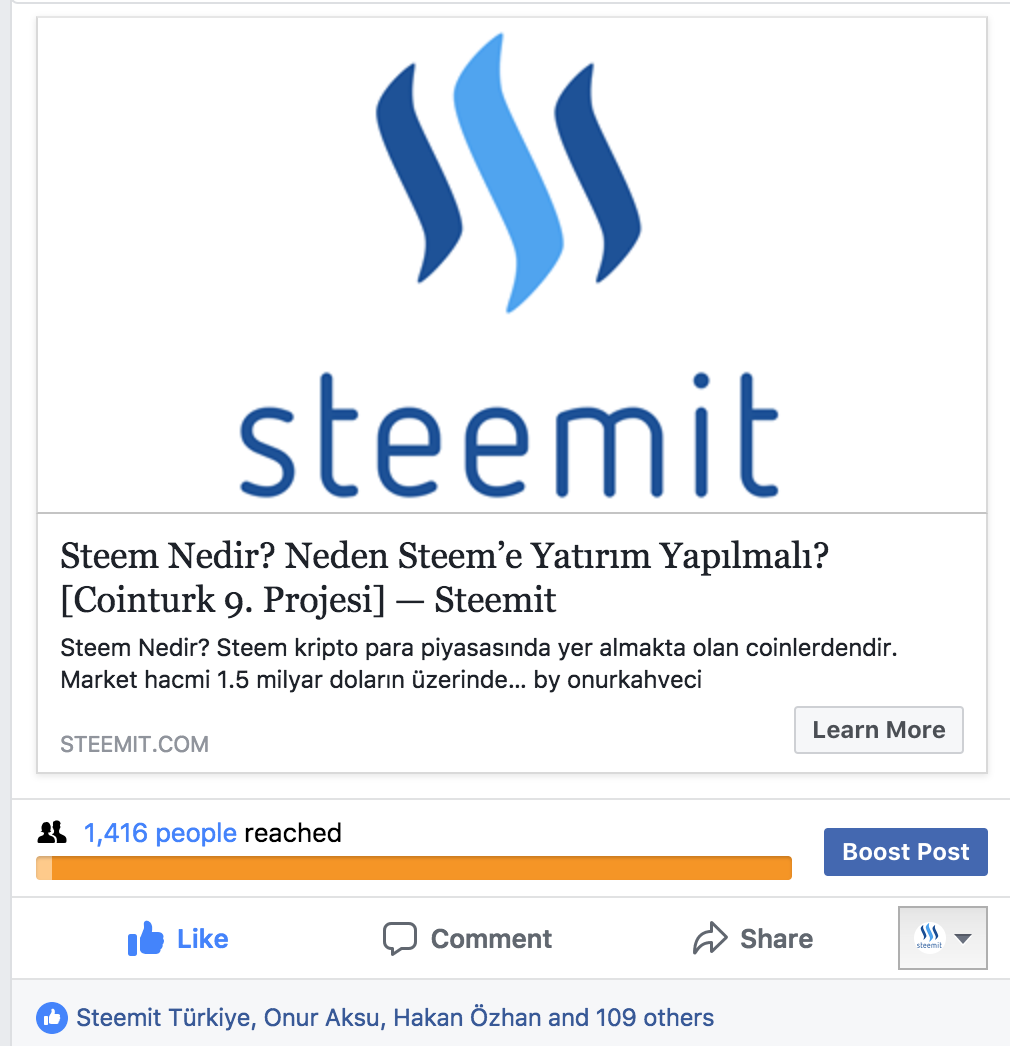 steemit
Steem Nedir? Neden Steem’e Yatırım Yapılmalı?
[Cointurk 9. Projesi] — Steemit
Steem Nedir? Steem kripto para piyasasında yer almakta olan coinlerdendir.
Market hacmi 1.5 milyar doların üzerinde... by onurkahveci
STEEMIT.COM
Learn More
1,416 people reached
Boost Post
Like
Comment
Share
steemit
Steemit Türkiye, Onur Aksu, Hakan Özhan and 109 others